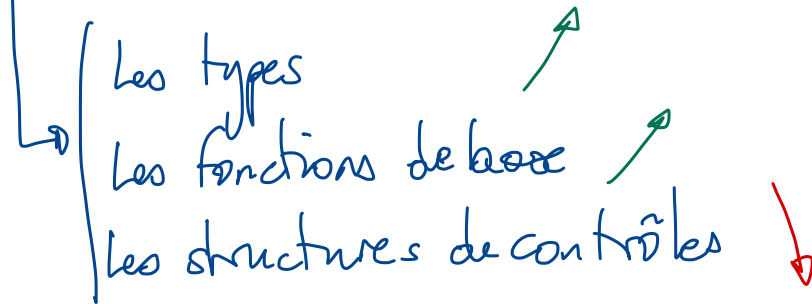 Les types
Les fonctions de base
Les structures de contrôles